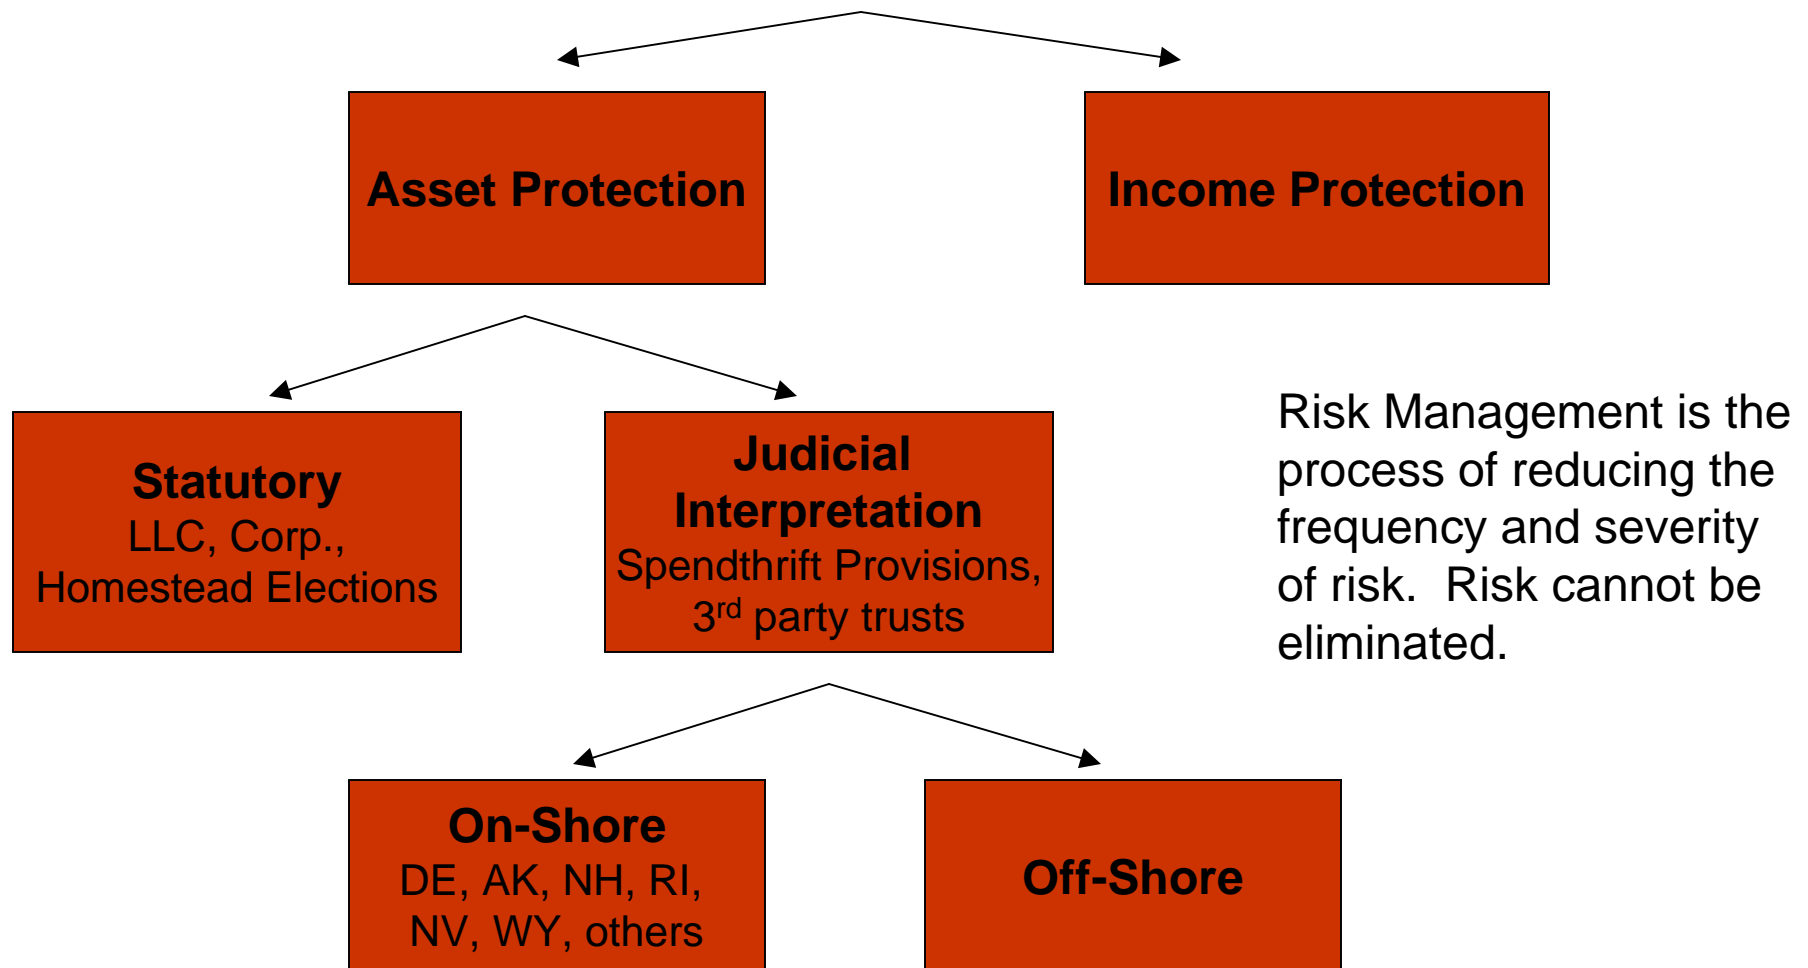 Asset Protection
Income Protection
Statutory
LLC, Corp.,
Homestead Elections
Judicial
Interpretation
Spendthrift Provisions,
3rd party trusts
Risk Management is the
process of reducing the
frequency and severity
of risk.  Risk cannot be
eliminated.
On-Shore
DE, AK, NH, RI,
NV, WY, others
Off-Shore